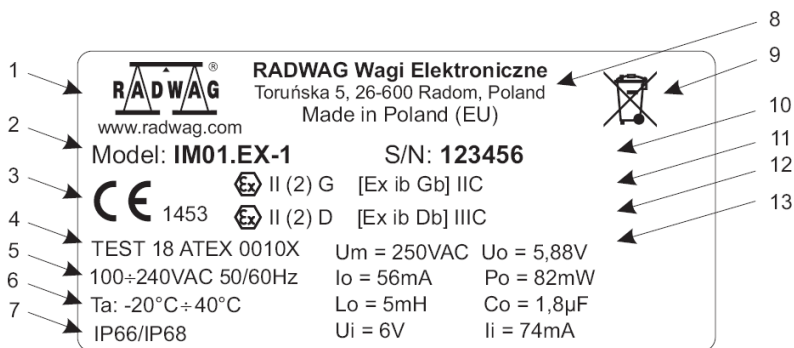 8
9
1
RADWAG ®
RADWAG Wagi Elektroniczne
Toruńska 5, 26-600 Radom, Poland
Made in Poland (EU)
www.radwag.com
10
2
Model: IM01.EX-1 S/N: 123456
11
3
CE 1453
Ex II (2) G [Ex ib Gb] IIC
12
Ex II (2) D [Ex ib Db] IIIC
13
4
TEST 18 ATEX 0010X Um = 250VAC Uo = 5,88V
5
100÷240VAC 50/60Hz Io = 56mA Po = 82mW
6
Ta: -20°C÷40°C Lo = 5mH Co = 1,8µF
7
IP66/IP68 Ui = 6V Ii = 74mA